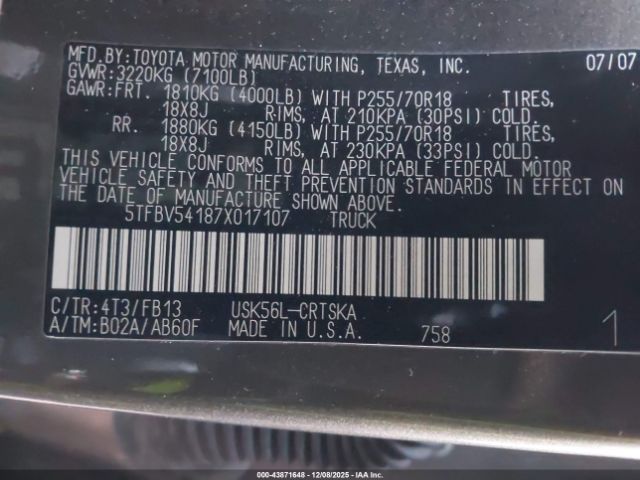 MFD.BY:TOYOTA MOTOR MANUFACTURING, TEXAS, INC. 07/07
GVWR:3220KG (7100LB)
GAWR:FRT. 1810KG (4000LB) WITH P255/70R18 TIRES,
18X8J RIMS, AT 210KPA (30PSI) COLD.
RR. 1880KG (4150LB) WITH P255/70R18 TIRES,
18X8J RIMS, AT 230KPA (33PSI) COLD.
THIS VEHICLE CONFORMS TO ALL APPLICABLE FEDERAL MOTOR
VEHICLE SAFETY AND THEFT PREVENTION STANDARDS IN EFFECT ON
THE DATE OF MANUFACTURE SHOWN ABOVE.
5TFBV54187X017107 TRUCK
C/TR:4T3/FB13 USK56L-CRTSKA
A/TM:B02A/AB60F MADE IN U.S.A. 758 1
USK-43871648 - 12/08/2025 - IAA Inc.